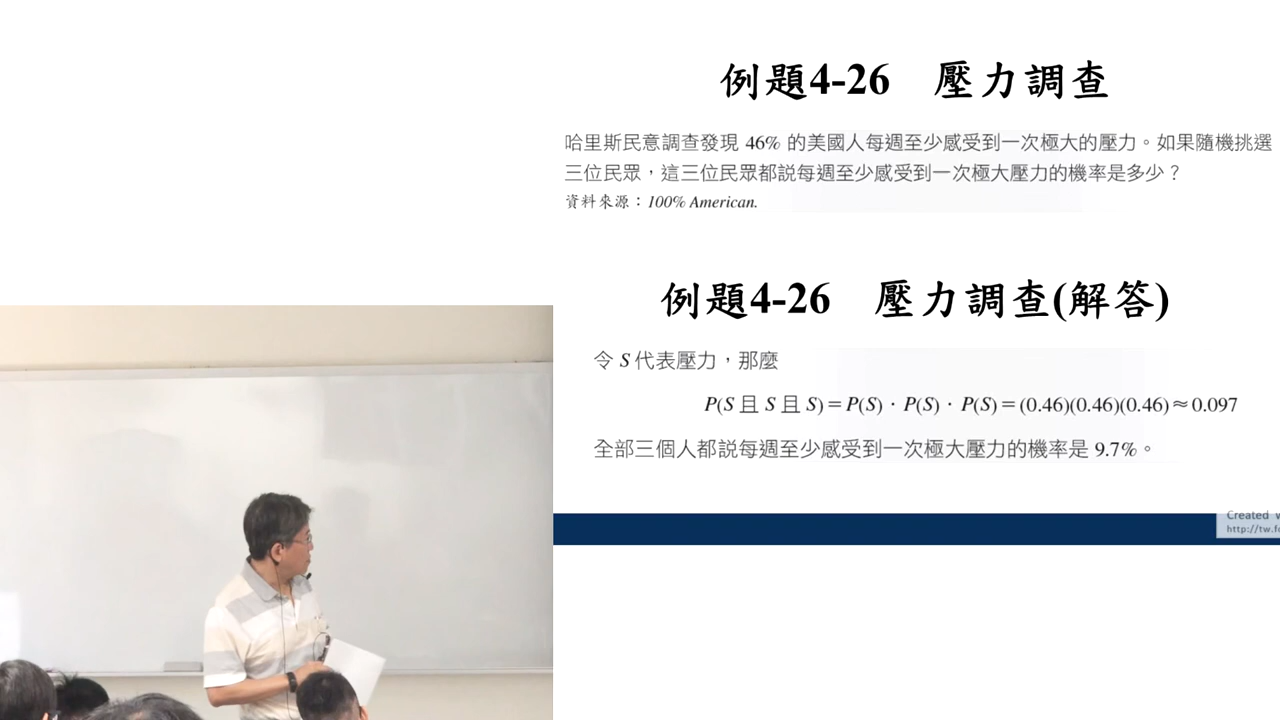 例題4-26 壓力調查
哈里斯民意調查發現 46% 的美國人每週至少感受到一次極大的壓力。如果隨機挑選
三位民眾，這三位民眾都說每週至少感受到一次極大壓力的機率是多少？
資料來源：100% American.
例題4-26 壓力調查(解答)
令 S 代表壓力，那麼
P(S 且 S 且 S) = P(S)．P(S)．P(S) = (0.46)(0.46)(0.46) ≈ 0.097
全部三個人都說每週至少感受到一次極大壓力的機率是 9.7%。
Created
http://tw.f